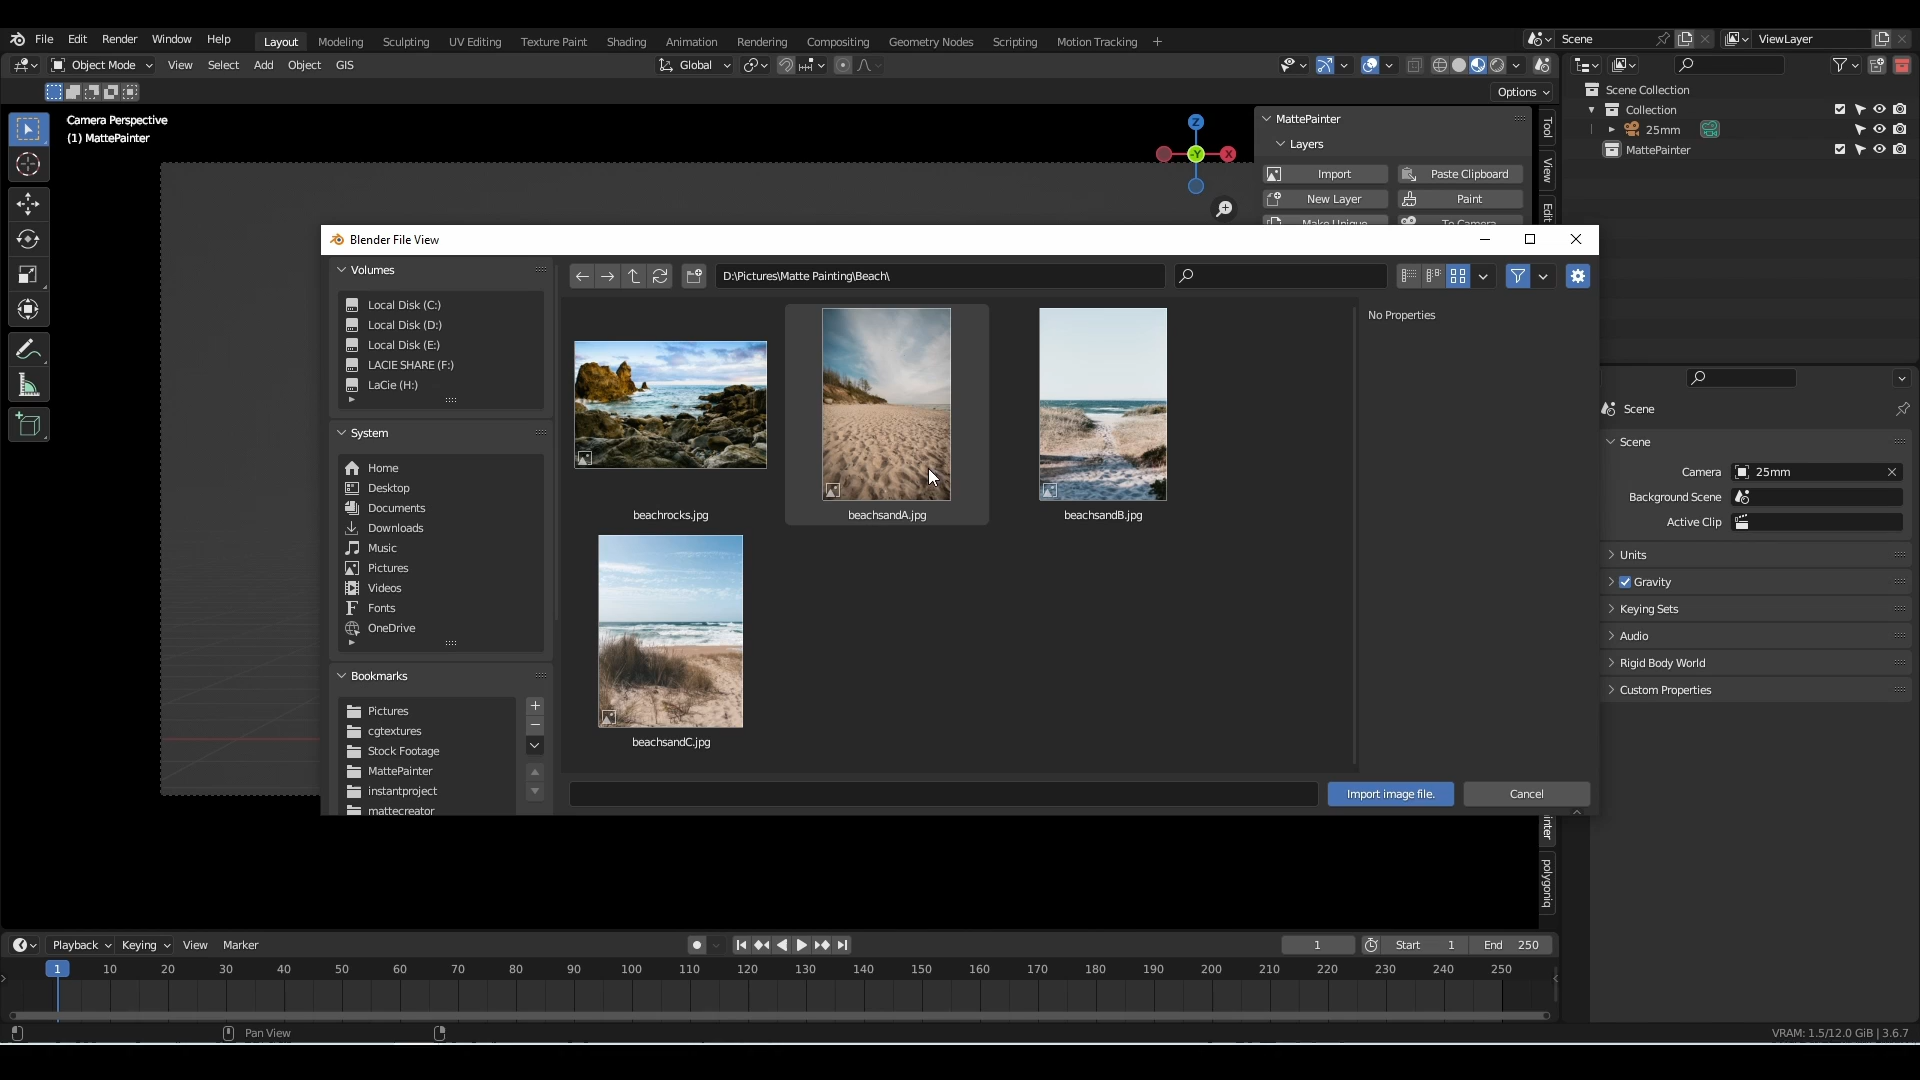 File Edit Render Window Help Layout Modeling Sculpting UV Editing Texture Paint Shading Animation Rendering Compositing Geometry Nodes Scripting Motion Tracking + Scene ViewLayer
Object Mode View Select Add Object GIS Global
Options
Camera Perspective
(1) MattePainter
Z
-Y
X
MattePainter
Layers
Import Paste Clipboard
New Layer Paint
Make Unique To Camera
Tool
View
Edit
Scene Collection
Collection
25mm
MattePainter
Blender File View
Volumes
Local Disk (C:)
Local Disk (D:)
Local Disk (E:)
LACIE SHARE (F:)
LaCie (H:)
System
Home
Desktop
Documents
Downloads
Music
Pictures
Videos
Fonts
OneDrive
Bookmarks
Pictures
cgtextures
Stock Footage
MattePainter
instantproject
mattecreator
D:\Pictures\Matte Painting\Beach\
beachrocks.jpg
beachsandA.jpg
beachsandB.jpg
beachsandC.jpg
No Properties
Import image file. Cancel
Scene
Scene
Camera 25mm
Background Scene
Active Clip
Units
Gravity
Keying Sets
Audio
Rigid Body World
Custom Properties
inter
polygoniq
Playback Keying View Marker 1 Start 1 End 250
1 10 20 30 40 50 60 70 80 90 100 110 120 130 140 150 160 170 180 190 200 210 220 230 240 250
Pan View
VRAM: 1.5/12.0 GiB | 3.6.7